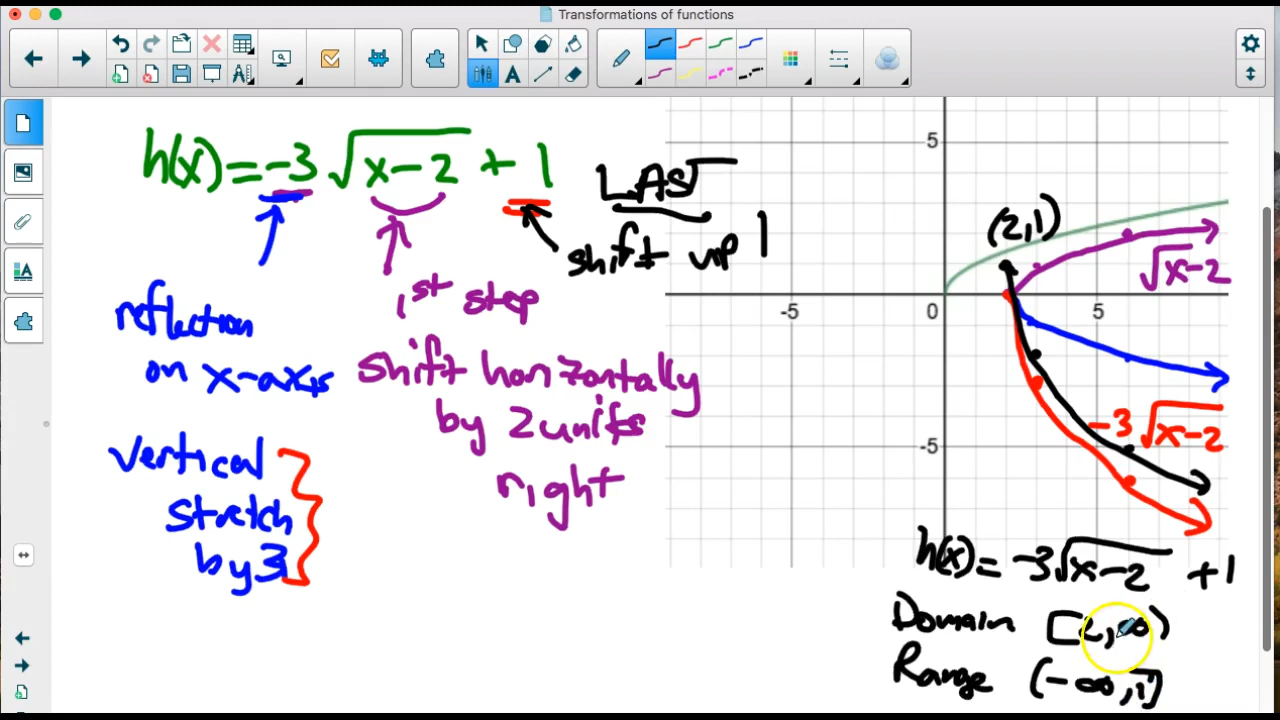 Transformations of functions
h(x) = -3 √x-2 + 1
LAST
shift up 1
1st step
shift horizontally
by 2 units
right
reflection
on x-axis
vertical
stretch
by 3
5
(2,1)
√x-2
-5
0
5
-3 √x-2
-5
h(x) = -3√x-2 +1
Domain [2,∞)
Range (-∞,1]